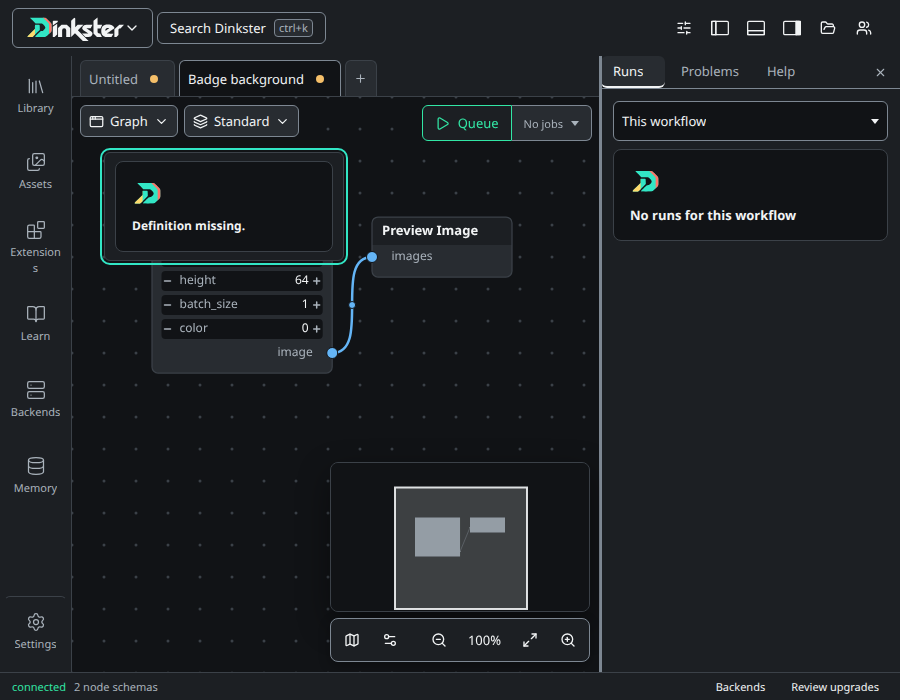 Dinkster
Search Dinkster ctrl+k
Library
Assets
Extension
s
Learn
Backends
Memory
Settings
Untitled
Badge background
+
Graph
Standard
Queue
No jobs
Definition missing.
height 64
batch_size 1
color 0
image
Preview Image
images
100%
Runs
Problems
Help
This workflow
No runs for this workflow
connected
2 node schemas
Backends
Review upgrades